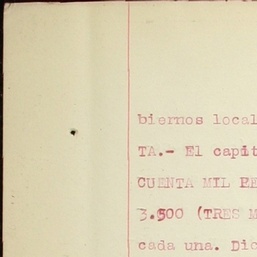 biernos local
TA.- El capit
CUENTA MIL PE
3.500 (TRES M
cada una. Dic